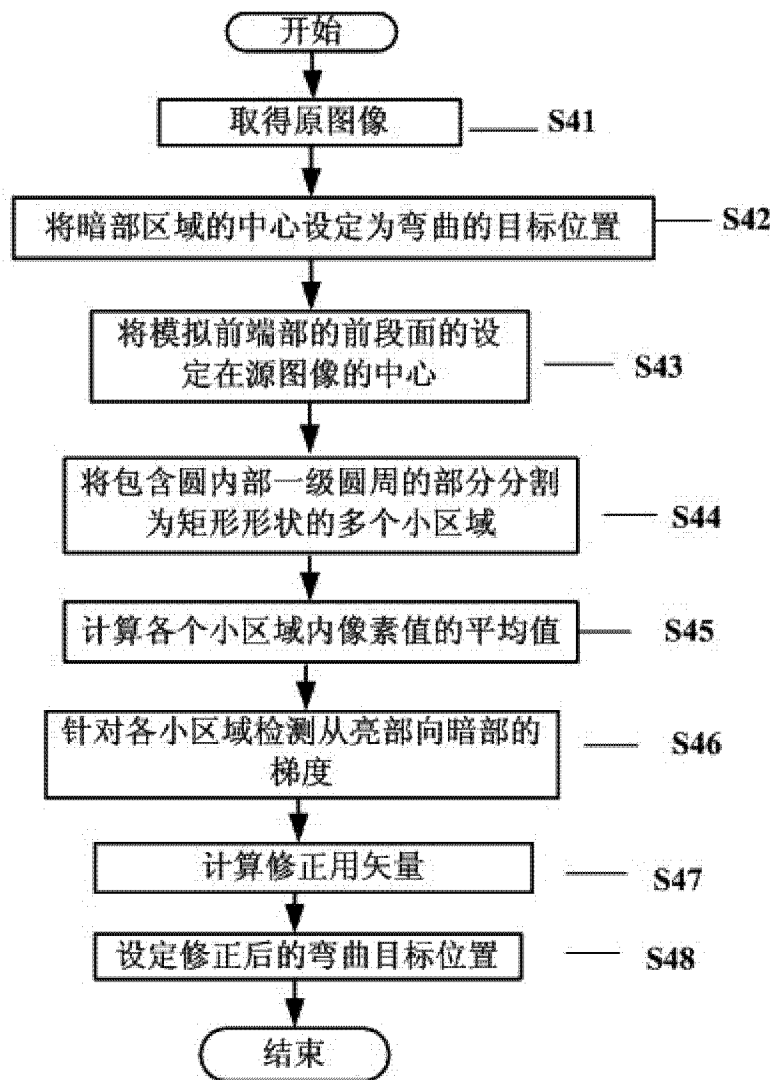 开始
取得原图像
S41
将暗部区域的中心设定为弯曲的目标位置
S42
将模拟前端部的前段面的设
定在源图像的中心
S43
将包含圆内部一级圆周的部分分割
为矩形形状的多个小区域
S44
计算各个小区域内像素值的平均值
S45
针对各小区域检测从亮部向暗部的
梯度
S46
计算修正用矢量
S47
设定修正后的弯曲目标位置
S48
结束